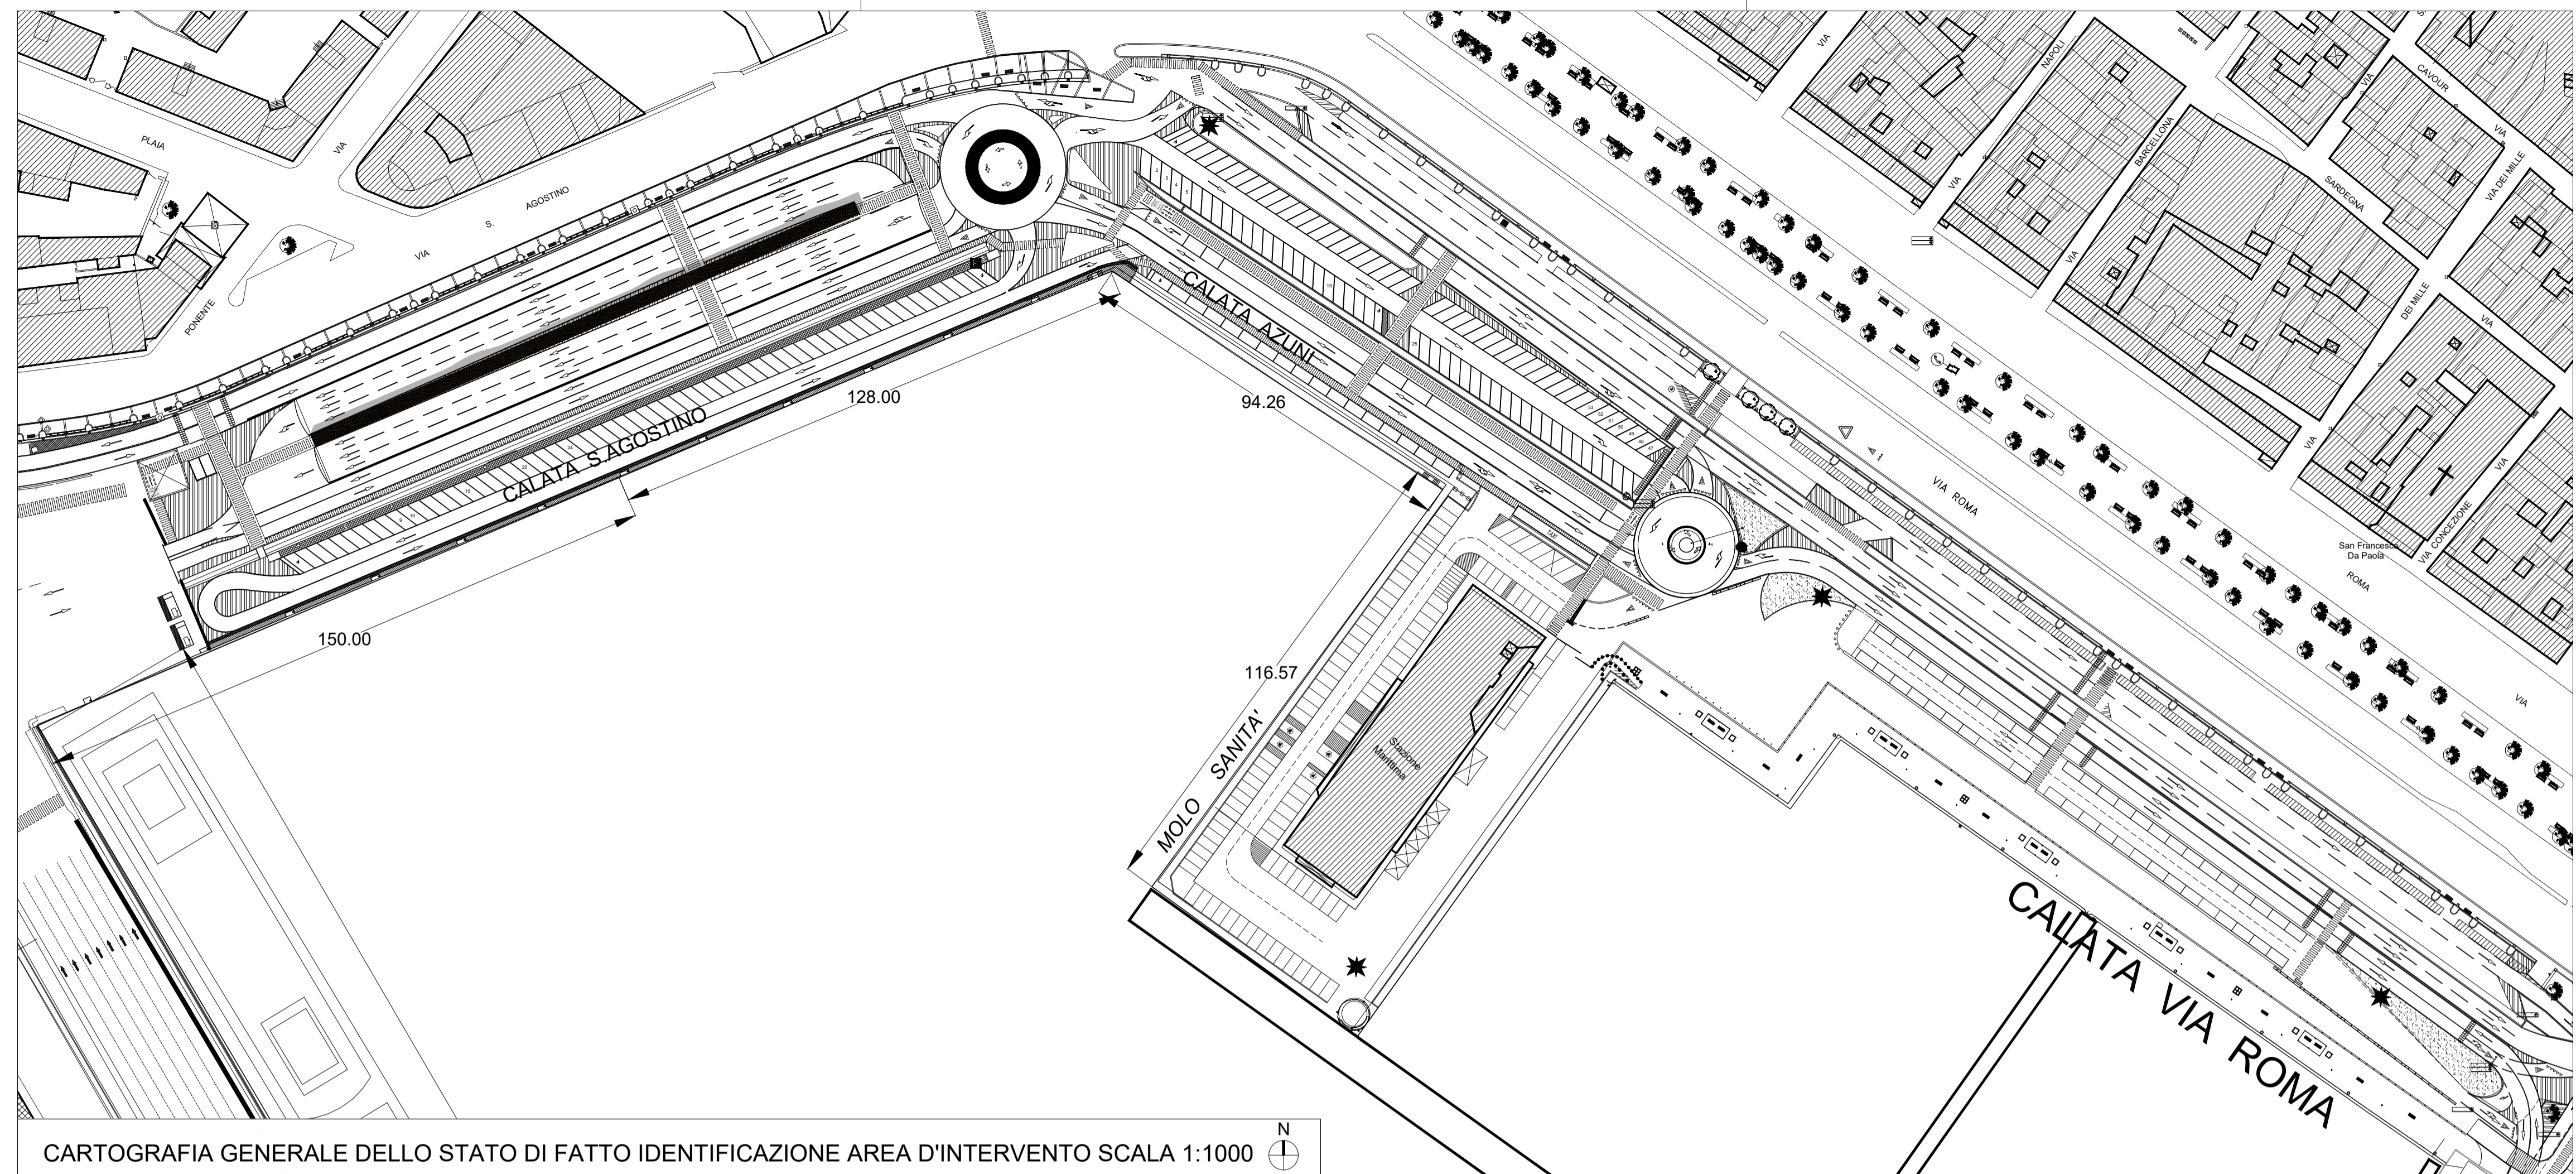 PLAIA
VIA
VIA
S.
AGOSTINO
PONENTE
VIA
NAPOLI
VIA
BARCELLONA
VIA
SARDEGNA
VIA
CAVOUR
VIA
VIA DEI MILLE
DEI MILLE
VIA
VIA
VIA
VIA CONCEZIONE
San Francesco
Da Paola
ROMA
VIA
VIA ROMA
CALATA AZUNI
CALATA S.AGOSTINO
128.00
94.26
150.00
116.57
TAXI
MOLO SANITA'
Stazione
Marittima
CALATA VIA ROMA
N
CARTOGRAFIA GENERALE DELLO STATO DI FATTO IDENTIFICAZIONE AREA D'INTERVENTO SCALA 1:1000